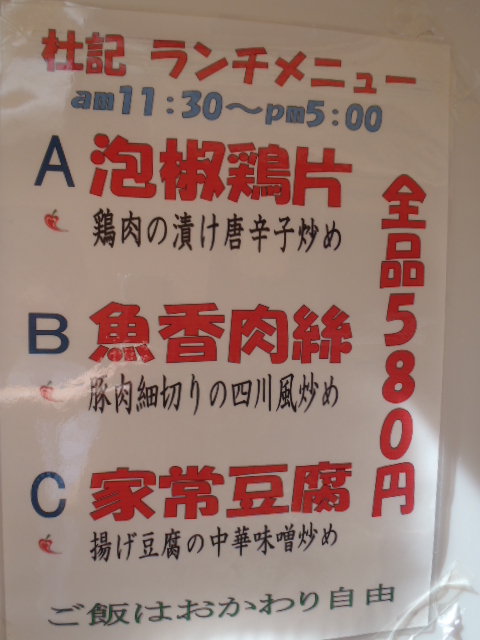 杜記 ランチメニュー
am11:30～pm5:00
A 泡椒鶏片
鶏肉の漬け唐辛子炒め
B 魚香肉絲
豚肉細切りの四川風炒め
C 家常豆腐
揚げ豆腐の中華味噌炒め
全品580円
ご飯はおかわり自由